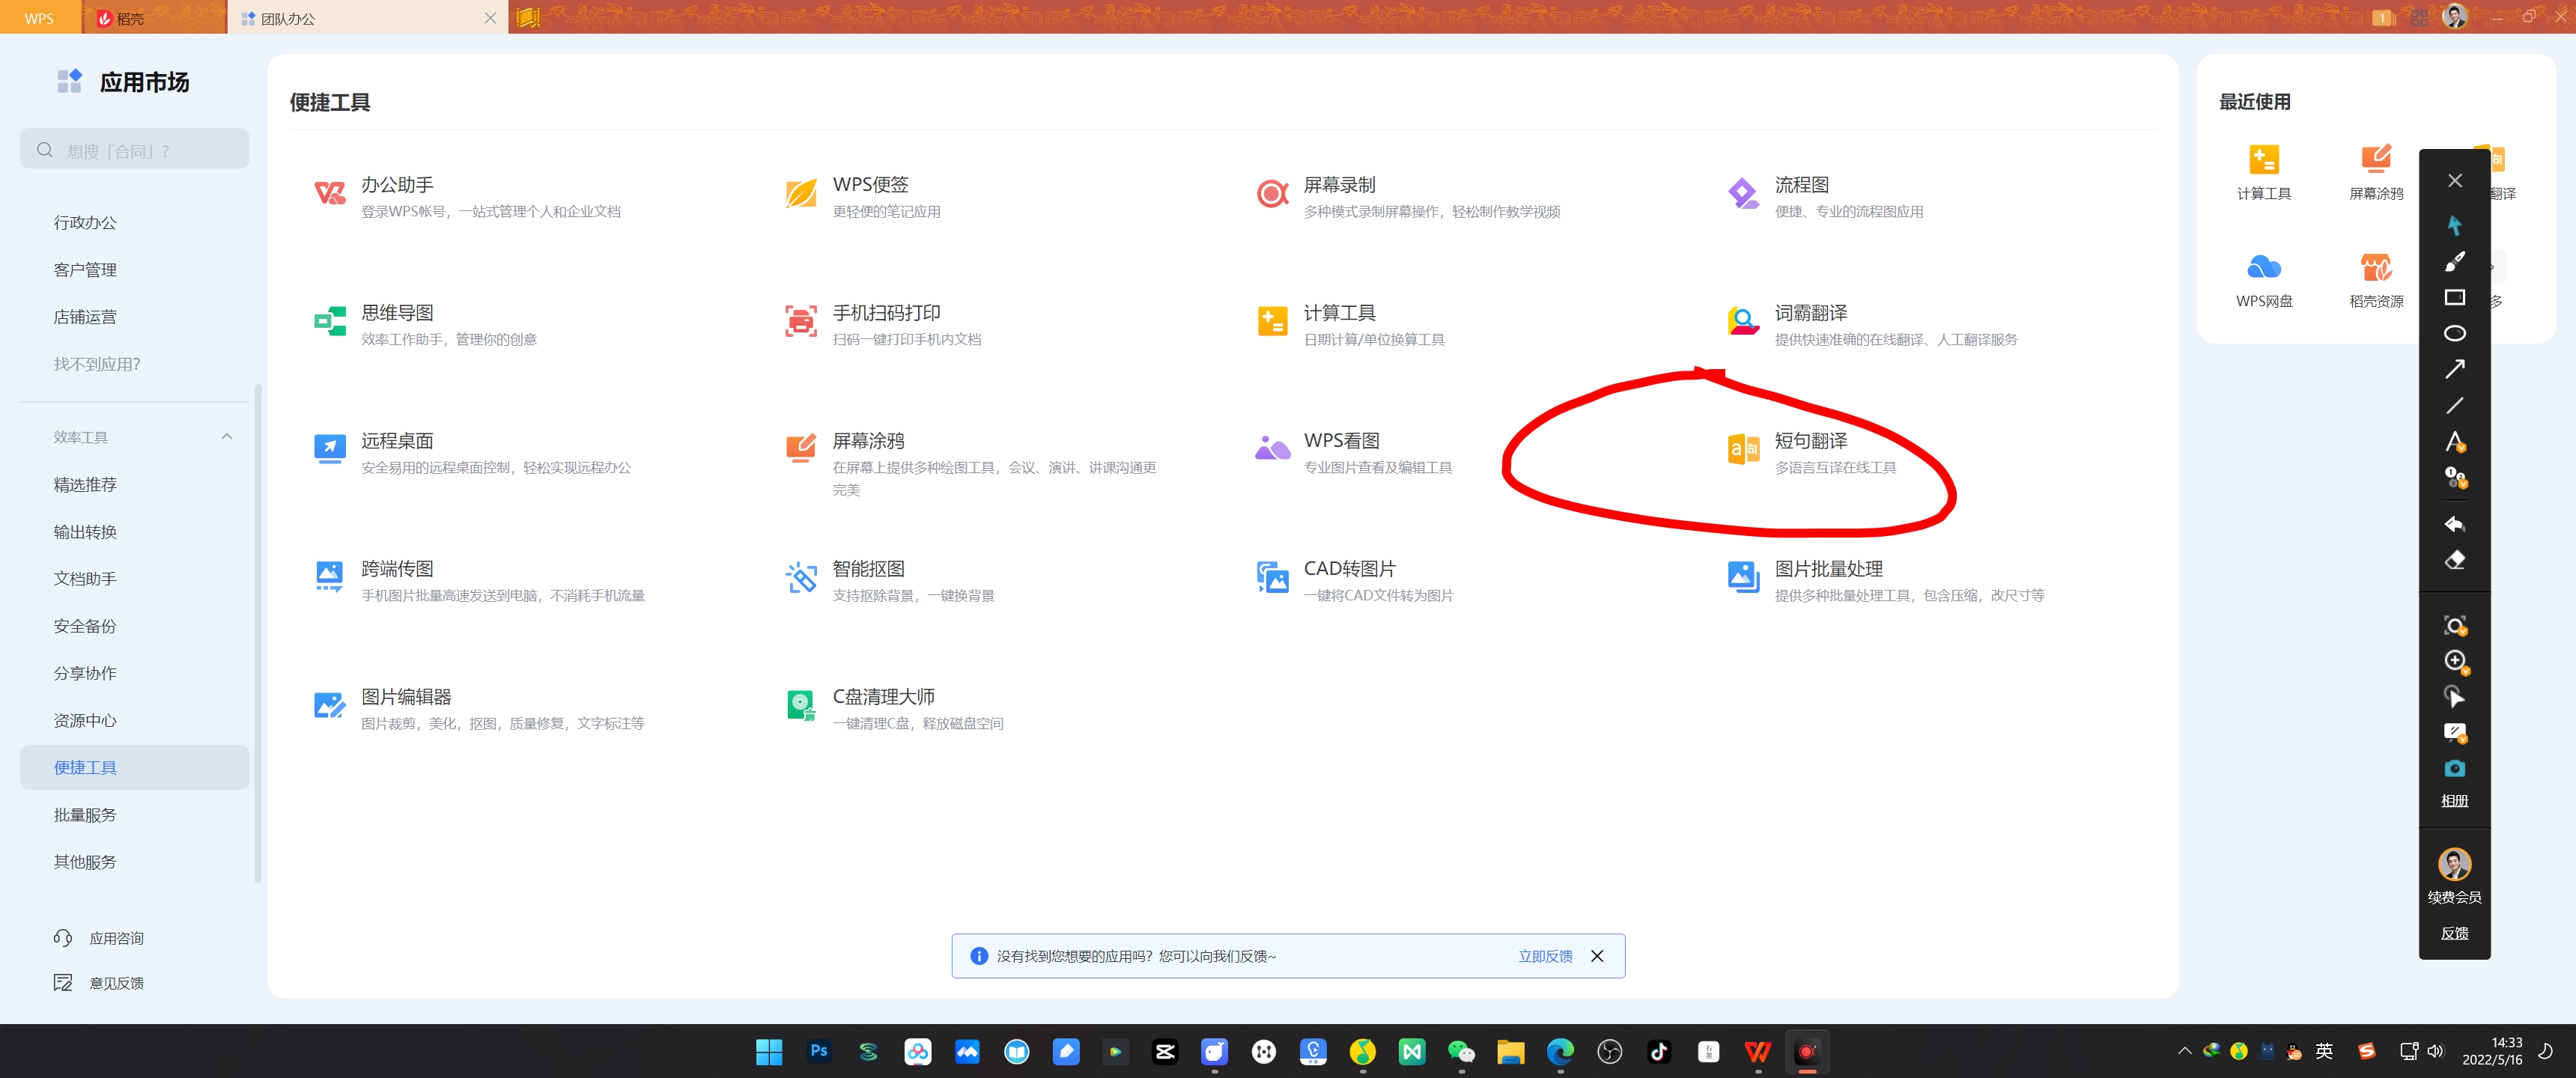 WPS
稻壳
团队办公
1
应用市场
想搜「合同」?
行政办公
客户管理
店铺运营
找不到应用?
效率工具
精选推荐
输出转换
文档助手
安全备份
分享协作
资源中心
便捷工具
批量服务
其他服务
应用咨询
意见反馈
便捷工具
办公助手
登录WPS帐号，一站式管理个人和企业文档
WPS便签
更轻便的笔记应用
屏幕录制
多种模式录制屏幕操作，轻松制作教学视频
流程图
便捷、专业的流程图应用
思维导图
效率工作助手，管理你的创意
手机扫码打印
扫码一键打印手机内文档
计算工具
日期计算/单位换算工具
词霸翻译
提供快速准确的在线翻译、人工翻译服务
远程桌面
安全易用的远程桌面控制，轻松实现远程办公
屏幕涂鸦
在屏幕上提供多种绘图工具，会议、演讲、讲课沟通更
完美
WPS看图
专业图片查看及编辑工具
短句翻译
多语言互译在线工具
跨端传图
手机图片批量高速发送到电脑，不消耗手机流量
智能抠图
支持抠除背景，一键换背景
CAD转图片
一键将CAD文件转为图片
图片批量处理
提供多种批量处理工具，包含压缩，改尺寸等
图片编辑器
图片裁剪，美化，抠图，质量修复，文字标注等
C盘清理大师
一键清理C盘，释放磁盘空间
没有找到您想要的应用吗？您可以向我们反馈~
立即反馈
最近使用
计算工具
屏幕涂鸦
翻译
WPS网盘
稻壳资源
多
相册
续费会员
反馈
Ps
英
14:33
2022/5/16